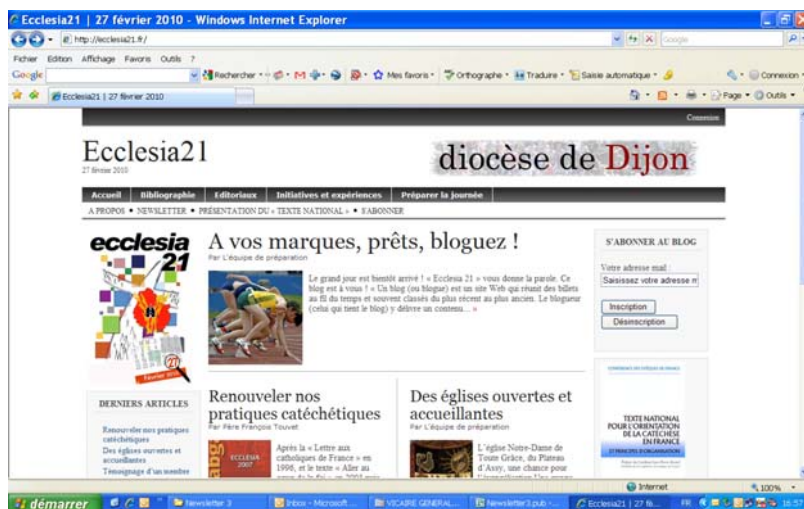 Ecclesia21 | 27 février 2010 - Windows Internet Explorer
http://ecclesia21.fr/
Google
Fichier Edition Affichage Favoris Outils ?
Google
Rechercher
Mes favoris
Orthographe
Traduire
Saisie automatique
Connexion
Ecclesia21 | 27 février 2010
Page
Outils
Connexion
Ecclesia21
27 février 2010
diocèse de Dijon
Accueil Bibliographie Editoriaux Initiatives et expériences Préparer la journée
A PROPOS • NEWSLETTER • PRÉSENTATION DU « TEXTE NATIONAL » • S'ABONNER
ecclesia
21
27
Février 2010
A vos marques, prêts, bloguez !
Par L'équipe de préparation
Le grand jour est bientôt arrivé ! « Ecclesia 21 » vous donne la parole. Ce
blog est à vous ! « Un blog (ou blogue) est un site Web qui réunit des billets
au fil du temps et souvent classés du plus récent au plus ancien. Le blogueur
(celui qui tient le blog) y délivre un contenu... »
S'ABONNER AU BLOG
Votre adresse mail :
Saisissez votre adresse m
Inscription
Désinscription
DERNIERS ARTICLES
Renouveler nos pratiques
catéchétiques
Des églises ouvertes et
accueillantes
Témoignage d'un membre
Renouveler nos
pratiques catéchétiques
Par Père François Touvet
ECCLESIA
2007
Après la « Lettre aux
catholiques de France » en
1996, et le texte « Aller au
Des églises ouvertes et
accueillantes
Par L'équipe de préparation
L'église Notre-Dame de
Toute Grâce, du Plateau
d'Assy, une chance pour
TEXTE NATIONAL
POUR L'ORIENTATION
DE LA CATÉCHÈSE
EN FRANCE
Internet
100%
démarrer
Newsletter 3
Inbox - Microsoft ...
VICAIRE GENERAL...
Newsletter3.pub -...
Ecclesia21 | 27 fé...
FR
16:57